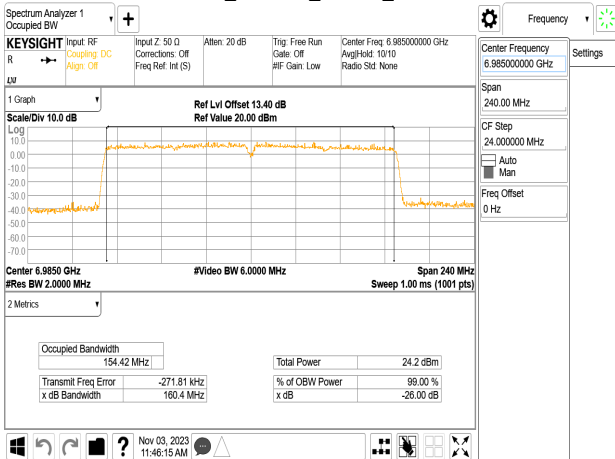 Spectrum Analyzer 1
Occupied BW
Frequency
KEYSIGHT
R
Input: RF
Coupling: DC
Align: Off
Input Z: 50 Ω
Corrections: Off
Freq Ref: Int (S)
Atten: 20 dB
Trig: Free Run
Gate: Off
#IF Gain: Low
Center Freq: 6.985000000 GHz
Avg|Hold: 10/10
Radio Std: None
Center Frequency
6.985000000 GHz
Settings
Span
240.00 MHz
CF Step
24.000000 MHz
Auto
Man
Freq Offset
0 Hz
1 Graph
Scale/Div 10.0 dB
Ref Lvl Offset 13.40 dB
Ref Value 20.00 dBm
Log
10.0
0.00
-10.0
-20.0
-30.0
-40.0
-50.0
-60.0
-70.0
Center 6.9850 GHz
#Res BW 2.0000 MHz
#Video BW 6.0000 MHz
Span 240 MHz
Sweep 1.00 ms (1001 pts)
2 Metrics
Occupied Bandwidth
154.42 MHz
Total Power 24.2 dBm
Transmit Freq Error -271.81 kHz
x dB Bandwidth 160.4 MHz
% of OBW Power 99.00 %
x dB -26.00 dB
?
Nov 03, 2023
11:46:15 AM